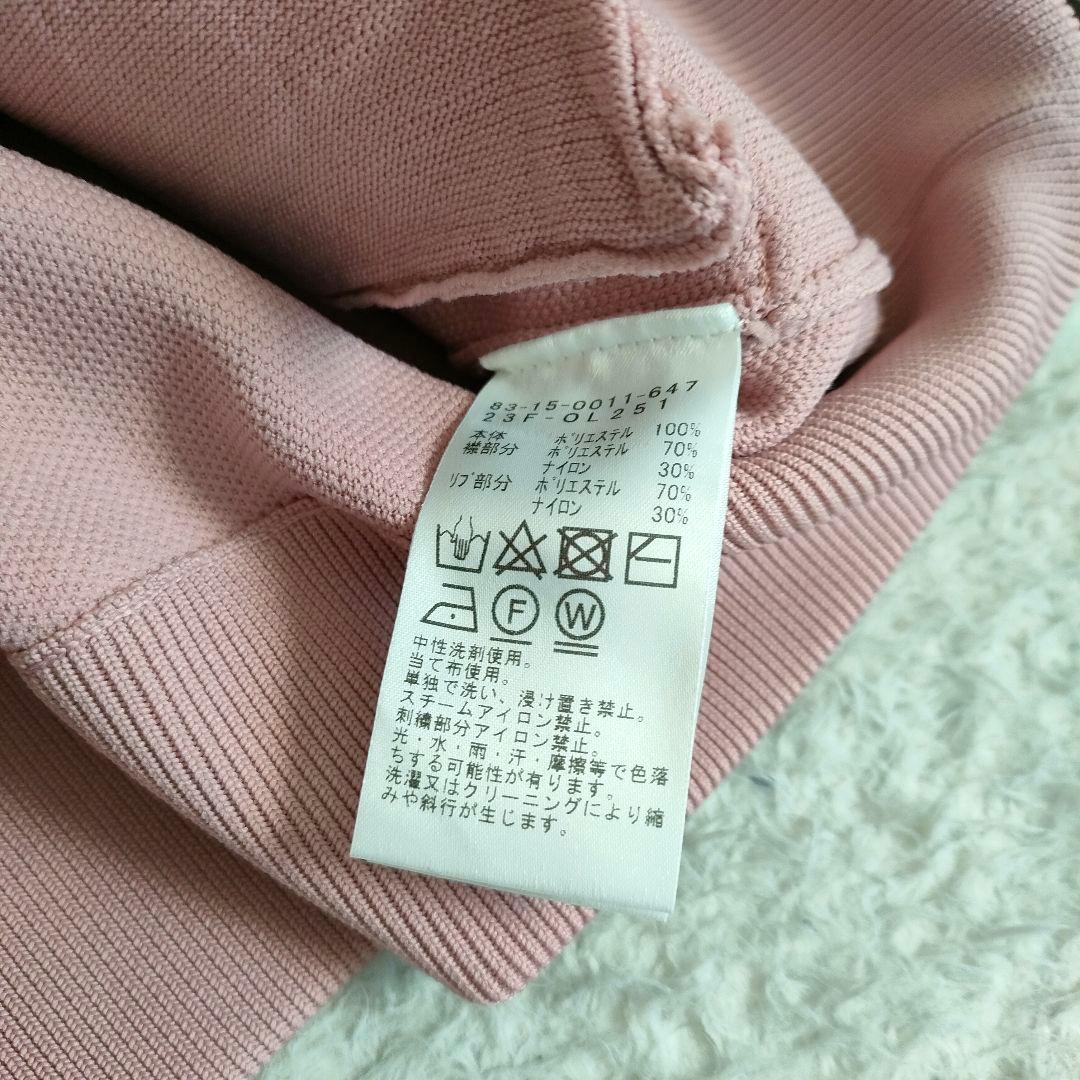 83-15-0011-647
23F-OL251
本体 ポリエステル 100%
襟部分 ポリエステル 70%
ナイロン 30%
リブ部分 ポリエステル 70%
ナイロン 30%
F W
中性洗剤使用。
当て布使用。
単独で洗い、浸け置き禁止。
スチームアイロン禁止。
刺繍部分アイロン禁止。
光・水・雨・汗・摩擦等で色落
ちする可能性が有ります。
洗濯又はクリーニングにより縮
みや斜行が生じます。